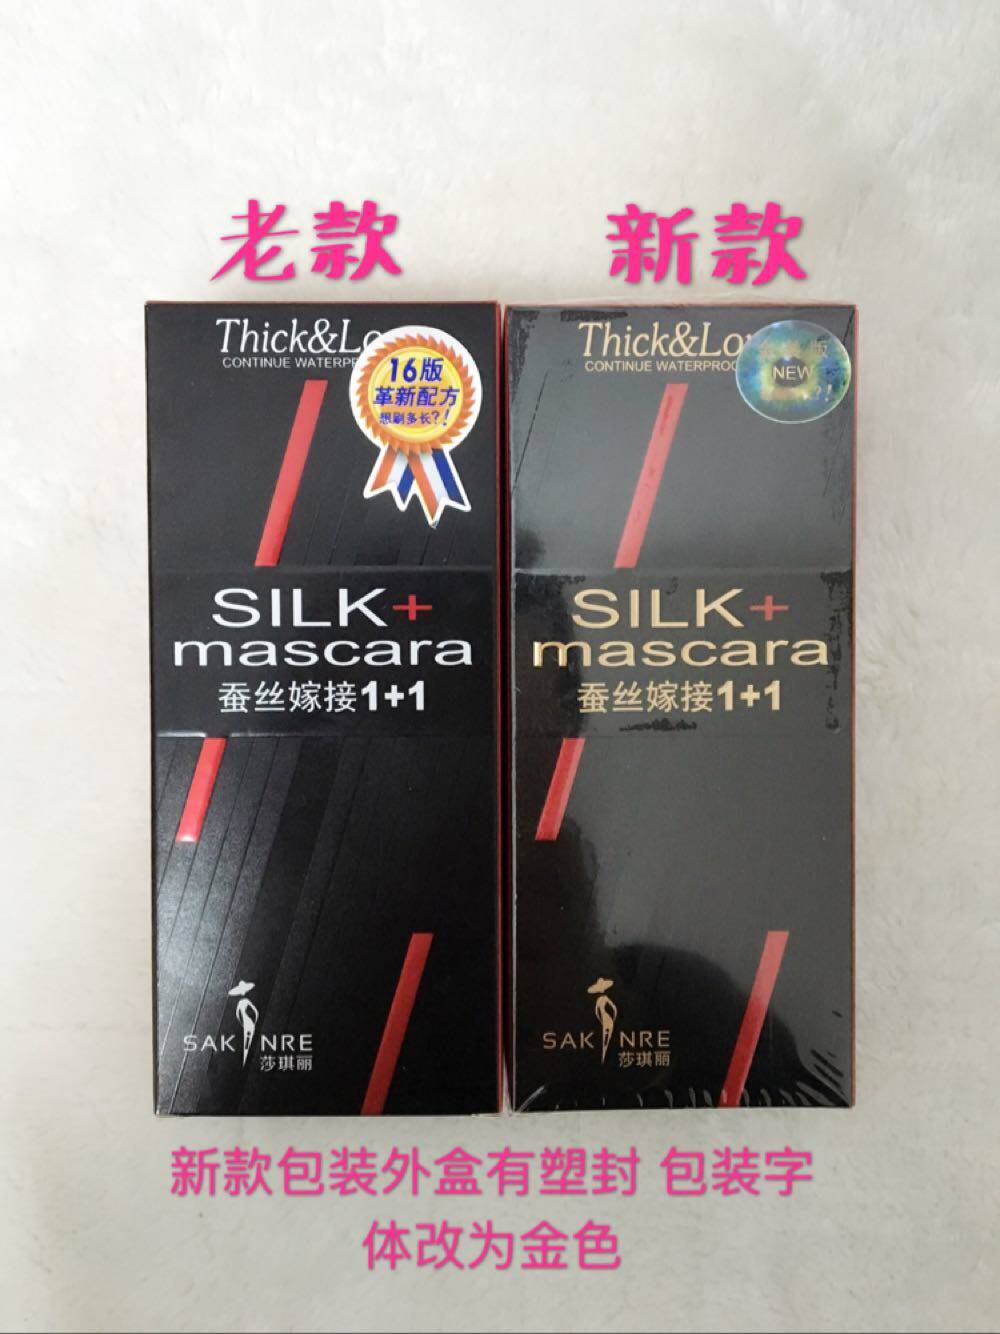 老款
新款
Thick&Lo
CONTINUE WATERPR
16版
革新配方
想刷多长?!
SILK+
mascara
蚕丝嫁接1+1
SAKINRE
莎琪丽
Thick&Lo
CONTINUE WATERPROO
版
NEW
?!
SILK+
mascara
蚕丝嫁接1+1
SAKINRE
莎琪丽
新款包装外盒有塑封 包装字
体改为金色